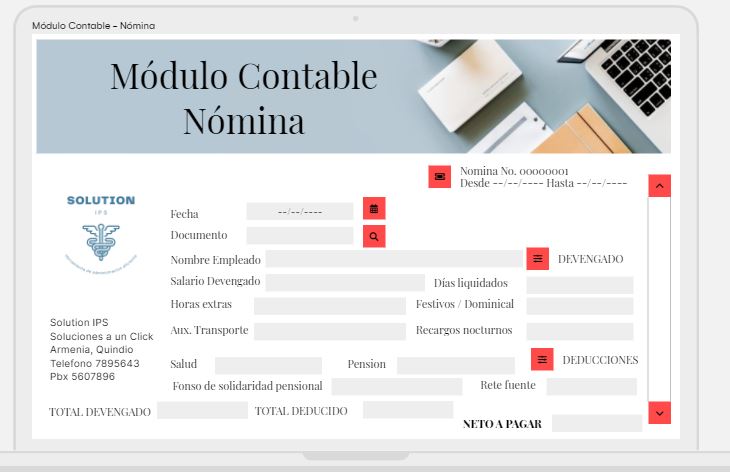 Módulo Contable – Nómina
Módulo Contable
Nómina
Nomina No. 00000001
Desde --/--/---- Hasta --/--/----
SOLUTION
IPS
Fecha --/--/----
Documento
Nombre Empleado DEVENGADO
Salario Devengado Días liquidados
Horas extras Festivos / Dominical
Aux. Transporte Recargos nocturnos
Solution IPS
Soluciones a un Click
Armenia, Quindio
Telefono 7895643
Pbx 5607896
Salud Pension DEDUCCIONES
Fonso de solidaridad pensional Rete fuente
TOTAL DEVENGADO TOTAL DEDUCIDO
NETO A PAGAR